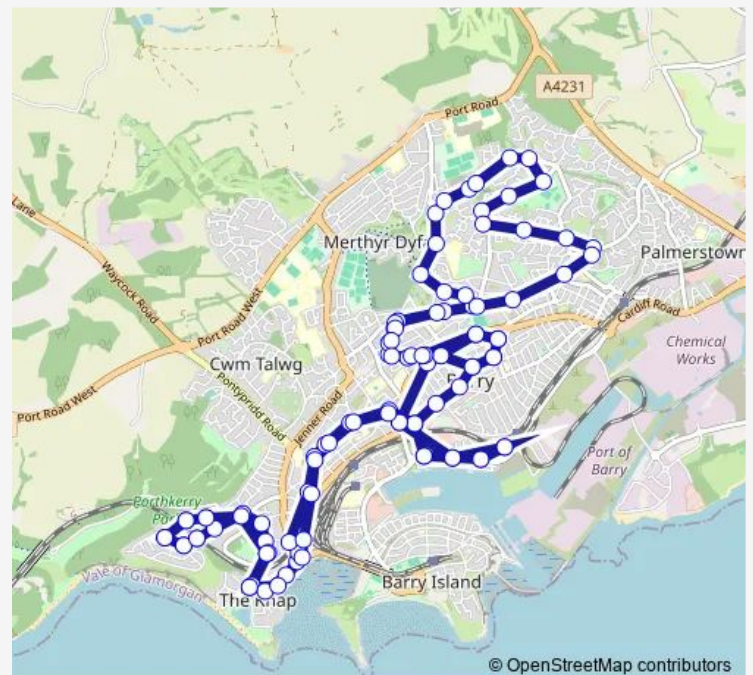 A4231
Port Road
Lane
Merthyr Dyf
Palmerstown
Waycock Road
Port Road West
Cardiff Road
Chemical
Works
Cwm Talwg
Pontypridd Road
Port Road West
Jenner Road
Port of
Barry
Porthkerry
Vale of Glamorgan
Barry Island
The Knap
© OpenStreetMap contributors